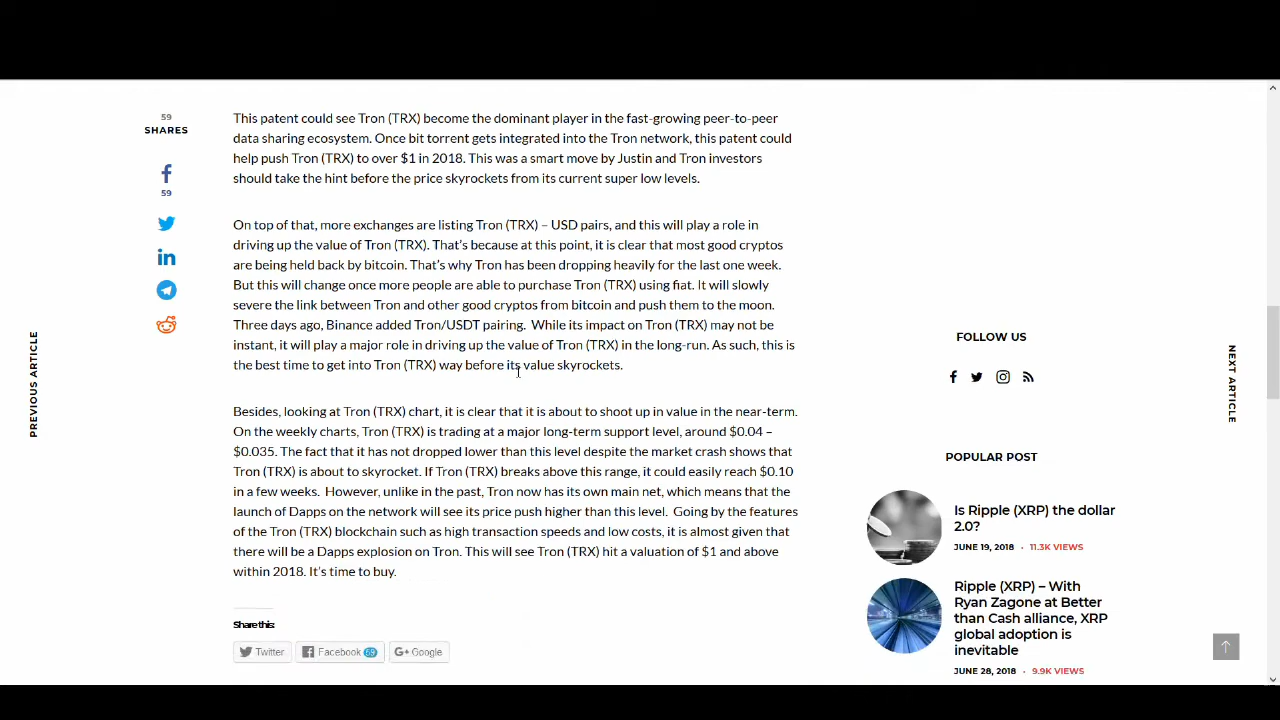 59
SHARES
59
PREVIOUS ARTICLE
This patent could see Tron (TRX) become the dominant player in the fast-growing peer-to-peer
data sharing ecosystem. Once bit torrent gets integrated into the Tron network, this patent could
help push Tron (TRX) to over $1 in 2018. This was a smart move by Justin and Tron investors
should take the hint before the price skyrockets from its current super low levels.
On top of that, more exchanges are listing Tron (TRX) – USD pairs, and this will play a role in
driving up the value of Tron (TRX). That's because at this point, it is clear that most good cryptos
are being held back by bitcoin. That's why Tron has been dropping heavily for the last one week.
But this will change once more people are able to purchase Tron (TRX) using fiat. It will slowly
severe the link between Tron and other good cryptos from bitcoin and push them to the moon.
Three days ago, Binance added Tron/USDT pairing. While its impact on Tron (TRX) may not be
instant, it will play a major role in driving up the value of Tron (TRX) in the long-run. As such, this is
the best time to get into Tron (TRX) way before its value skyrockets.
Besides, looking at Tron (TRX) chart, it is clear that it is about to shoot up in value in the near-term.
On the weekly charts, Tron (TRX) is trading at a major long-term support level, around $0.04 –
$0.035. The fact that it has not dropped lower than this level despite the market crash shows that
Tron (TRX) is about to skyrocket. If Tron (TRX) breaks above this range, it could easily reach $0.10
in a few weeks. However, unlike in the past, Tron now has its own main net, which means that the
launch of Dapps on the network will see its price push higher than this level. Going by the features
of the Tron (TRX) blockchain such as high transaction speeds and low costs, it is almost given that
there will be a Dapps explosion on Tron. This will see Tron (TRX) hit a valuation of $1 and above
within 2018. It's time to buy.
Share this:
Twitter
Facebook 59
G+ Google
FOLLOW US
POPULAR POST
Is Ripple (XRP) the dollar
2.0?
JUNE 19, 2018 • 11.3K VIEWS
Ripple (XRP) – With
Ryan Zagone at Better
than Cash alliance, XRP
global adoption is
inevitable
JUNE 28, 2018 • 9.9K VIEWS
NEXT ARTICLE